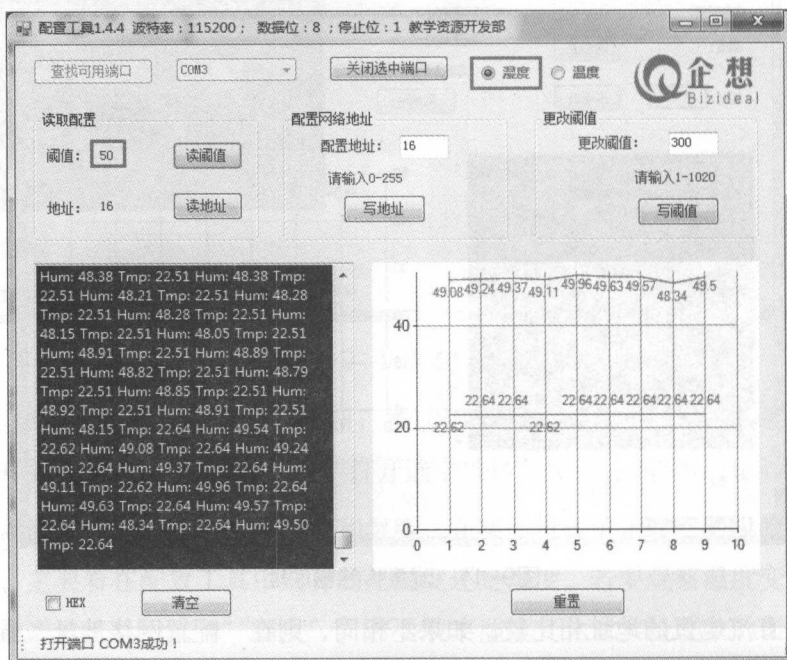 配置工具1.4.4 波特率：115200； 数据位：8 ；停止位：1 教学资源开发部
查找可用端口 COM3 关闭选中端口 湿度 温度 企想
Bizideal
读取配置 配置网络地址 更改阈值
阈值： 50 读阈值 配置地址： 16 更改阈值： 300
请输入0-255 请输入1-1020
地址： 16 读地址 写地址 写阈值
Hum: 48.38 Tmp: 22.51 Hum: 48.38 Tmp:
22.51 Hum: 48.21 Tmp: 22.51 Hum: 48.28
Tmp: 22.51 Hum: 48.28 Tmp: 22.51 Hum:
48.15 Tmp: 22.51 Hum: 48.05 Tmp: 22.51
Hum: 48.91 Tmp: 22.51 Hum: 48.89 Tmp:
22.51 Hum: 48.82 Tmp: 22.51 Hum: 48.79
Tmp: 22.51 Hum: 48.85 Tmp: 22.51 Hum:
48.92 Tmp: 22.51 Hum: 48.91 Tmp: 22.51
Hum: 48.15 Tmp: 22.64 Hum: 49.54 Tmp:
22.62 Hum: 49.08 Tmp: 22.64 Hum: 49.24
Tmp: 22.64 Hum: 49.37 Tmp: 22.64 Hum:
49.11 Tmp: 22.62 Hum: 49.96 Tmp: 22.64
Hum: 49.63 Tmp: 22.64 Hum: 49.57 Tmp:
22.64 Hum: 48.34 Tmp: 22.64 Hum: 49.50
Tmp: 22.64
49.08 49.24 49.37 49.11 49.96 49.63 49.57 48.34 49.5
40
22.64 22.64 22.64 22.64 22.64 22.64 22.64
20 22.62 22.62
0
0 1 2 3 4 5 6 7 8 9 10
HEX 清空 重置
打开端口 COM3成功！